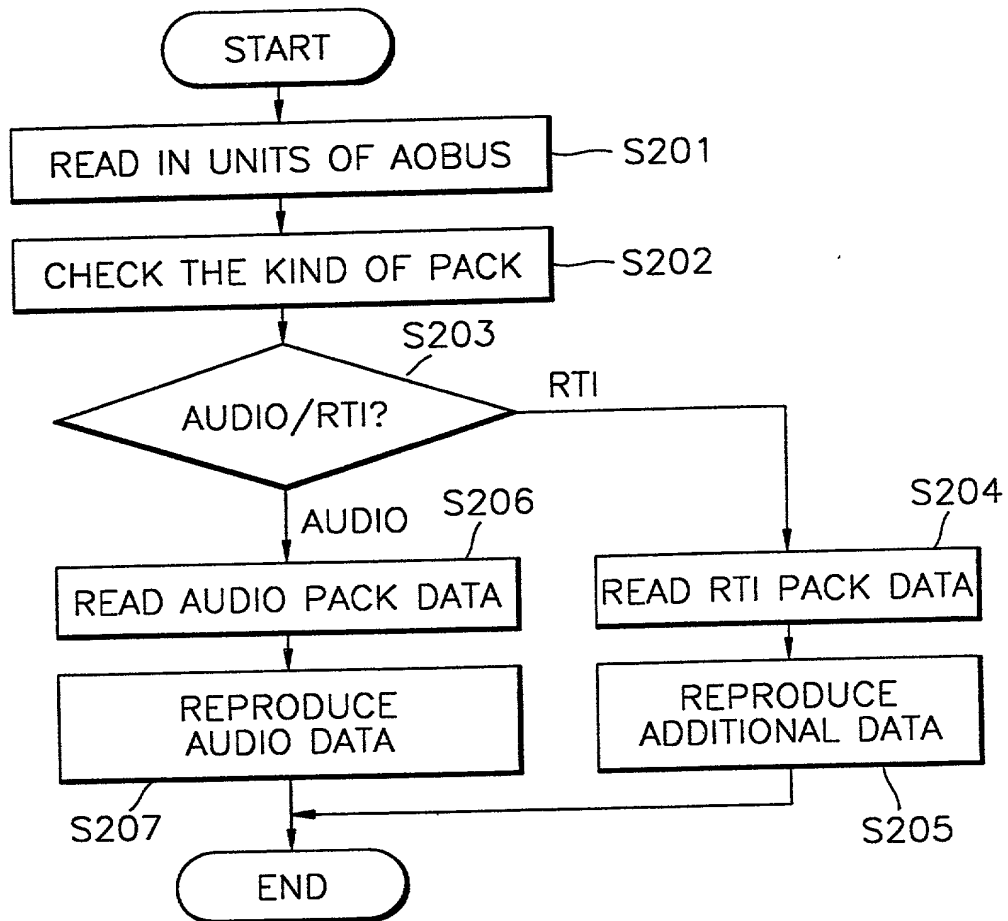 START
READ IN UNITS OF AOBUS
S201
CHECK THE KIND OF PACK
S202
S203
AUDIO/RTI?
RTI
AUDIO
S206
S204
READ AUDIO PACK DATA
READ RTI PACK DATA
REPRODUCE
AUDIO DATA
REPRODUCE
ADDITIONAL DATA
S207
S205
END